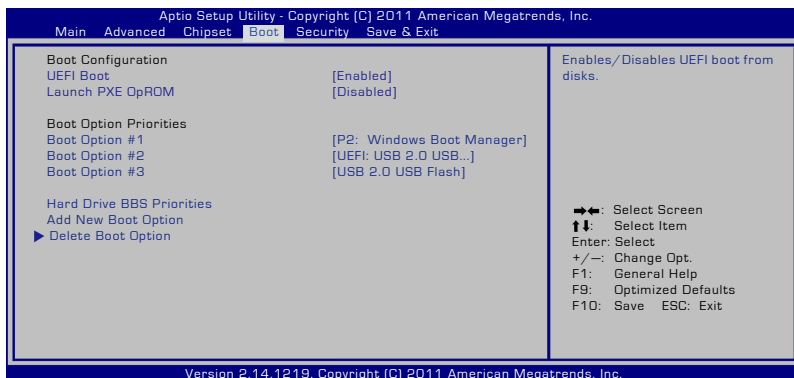 Aptio Setup Utility - Copyright (C) 2011 American Megatrends, Inc.
Main Advanced Chipset Boot Security Save & Exit
Boot Configuration
UEFI Boot [Enabled]
Launch PXE OpROM [Disabled]
Boot Option Priorities
Boot Option #1 [P2: Windows Boot Manager]
Boot Option #2 [UEFI: USB 2.0 USB...]
Boot Option #3 [USB 2.0 USB Flash]
Hard Drive BBS Priorities
Add New Boot Option
▶ Delete Boot Option
Enables/Disables UEFI boot from
disks.
→←: Select Screen
↑↓: Select Item
Enter: Select
+/—: Change Opt.
F1: General Help
F9: Optimized Defaults
F10: Save ESC: Exit
Version 2.14.1219. Copyright (C) 2011 American Megatrends, Inc.